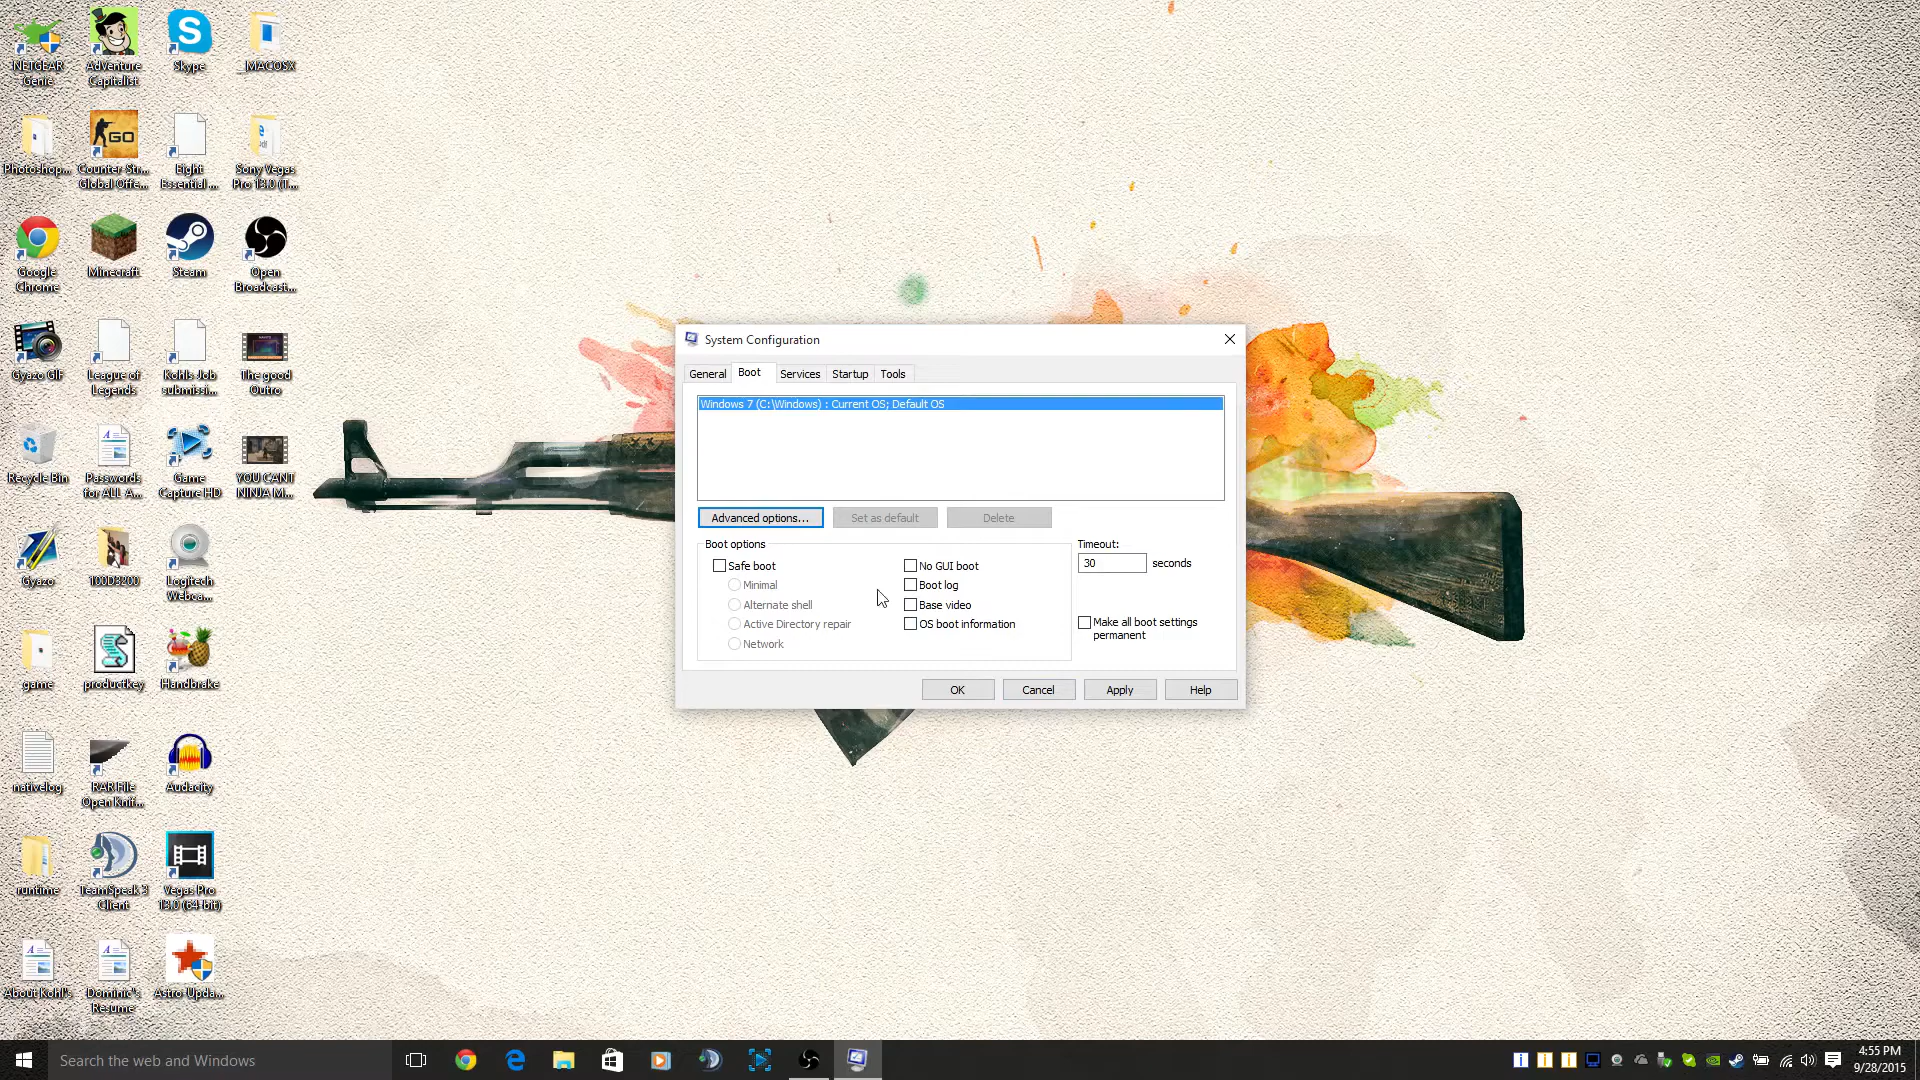 NETGEAR
Genie
AdVenture
Capitalist
Skype
__MACOSX
Photoshop...
Counter-Str...
Global Offe...
Eight
Essential ...
Sony Vegas
Pro 13.0 (T...
GO
Google
Chrome
Minecraft
Steam
Open
Broadcast...
Gyazo GIF
League of
Legends
Kohls Job
submissi...
The good
Outro
Recycle Bin
Passwords
for ALL A...
Game
Capture HD
YOU CANT
NINJA M...
Gyazo
100D3200
Logitech
Webca...
game
productkey
Handbrake
nativelog
RAR File
Open Knif...
Audacity
runtime
TeamSpeak 3
Client
Vegas Pro
13.0 (64-bit)
About Kohl's
Dominic"s
Resume
Astro Upda...
System Configuration
General
Boot
Services
Startup
Tools
Windows 7 (C:\Windows) : Current OS; Default OS
Advanced options...
Set as default
Delete
Boot options
Timeout:
Safe boot
No GUI boot
30 seconds
Minimal
Boot log
Alternate shell
Base video
Active Directory repair
OS boot information
Make all boot settings
permanent
Network
OK
Cancel
Apply
Help
Search the web and Windows
4:55 PM
9/28/2015